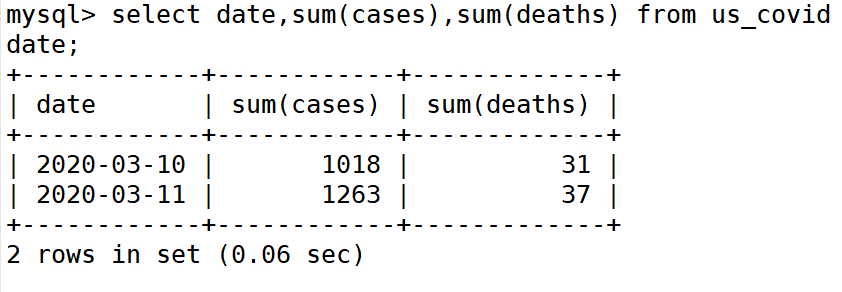 mysql> select date,sum(cases),sum(deaths) from us_covid
date;
+------------+------------+-------------+
| date       | sum(cases) | sum(deaths) |
+------------+------------+-------------+
| 2020-03-10 |       1018 |          31 |
| 2020-03-11 |       1263 |          37 |
+------------+------------+-------------+
2 rows in set (0.06 sec)